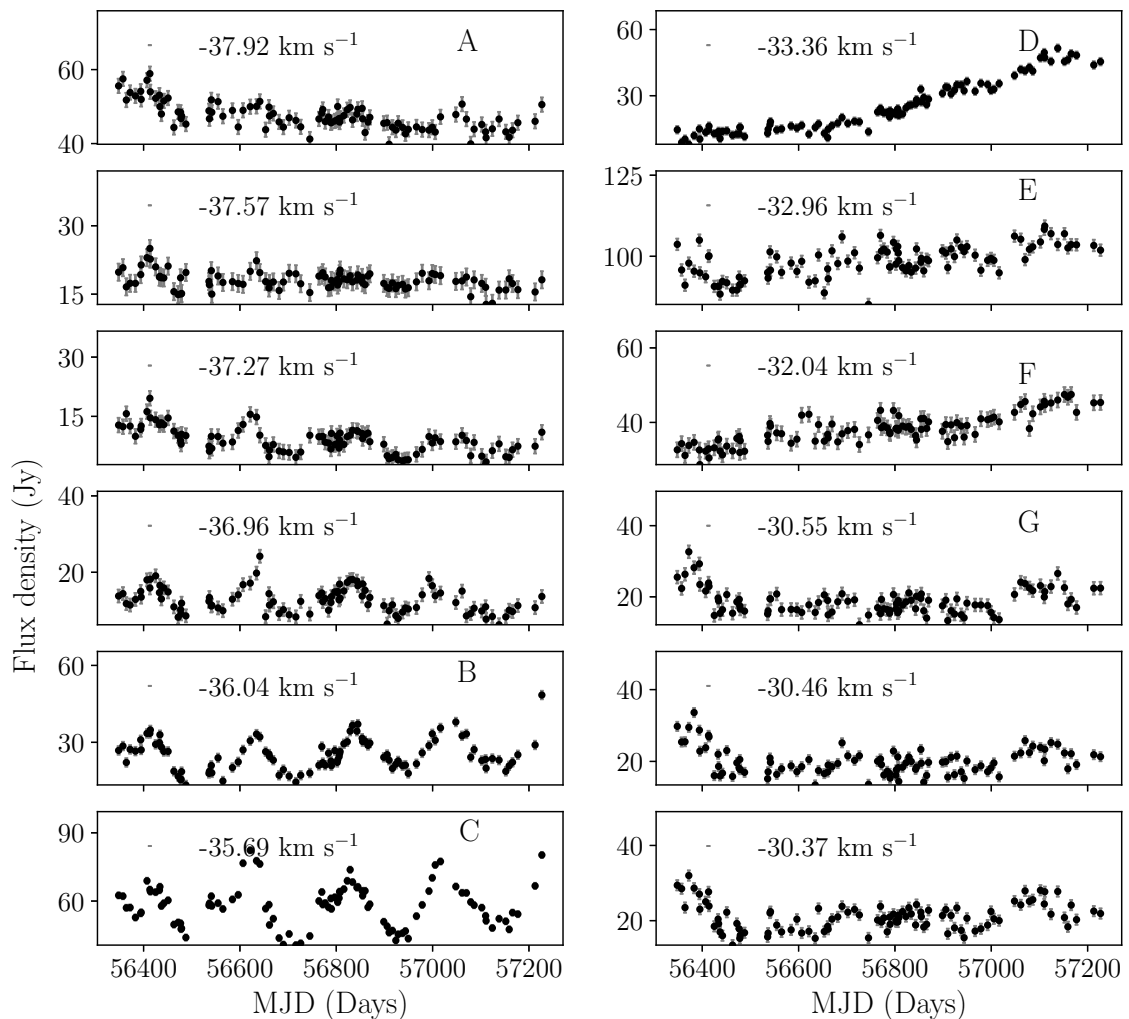 Flux density (Jy)
60
40
-37.92 km s⁻¹
A
30
15
-37.57 km s⁻¹
30
15
-37.27 km s⁻¹
40
20
-36.96 km s⁻¹
60
30
-36.04 km s⁻¹
B
90
60
-35.69 km s⁻¹
C
56400 56600 56800 57000 57200
MJD (Days)
60
30
-33.36 km s⁻¹
D
125
100
-32.96 km s⁻¹
E
60
40
-32.04 km s⁻¹
F
40
20
-30.55 km s⁻¹
G
40
20
-30.46 km s⁻¹
40
20
-30.37 km s⁻¹
56400 56600 56800 57000 57200
MJD (Days)